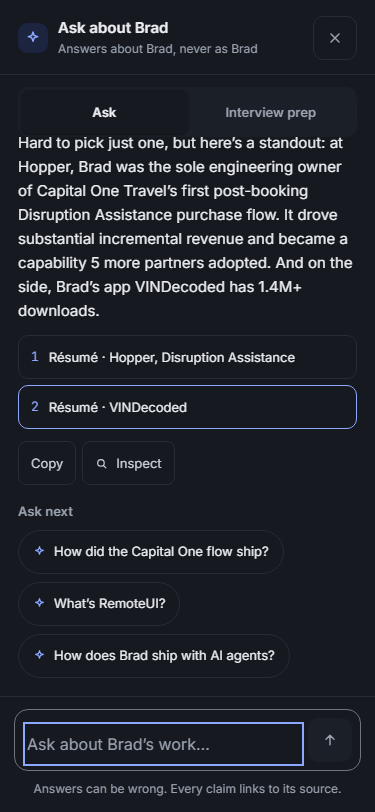 Ask about Brad
Answers about Brad, never as Brad
Ask
Interview prep
Hard to pick just one, but here’s a standout: at
Hopper, Brad was the sole engineering owner
of Capital One Travel’s first post-booking
Disruption Assistance purchase flow. It drove
substantial incremental revenue and became a
capability 5 more partners adopted. And on the
side, Brad’s app VINDecoded has 1.4M+
downloads.
1 Résumé · Hopper, Disruption Assistance
2 Résumé · VINDecoded
Copy
Inspect
Ask next
How did the Capital One flow ship?
What’s RemoteUI?
How does Brad ship with AI agents?
Ask about Brad’s work...
Answers can be wrong. Every claim links to its source.